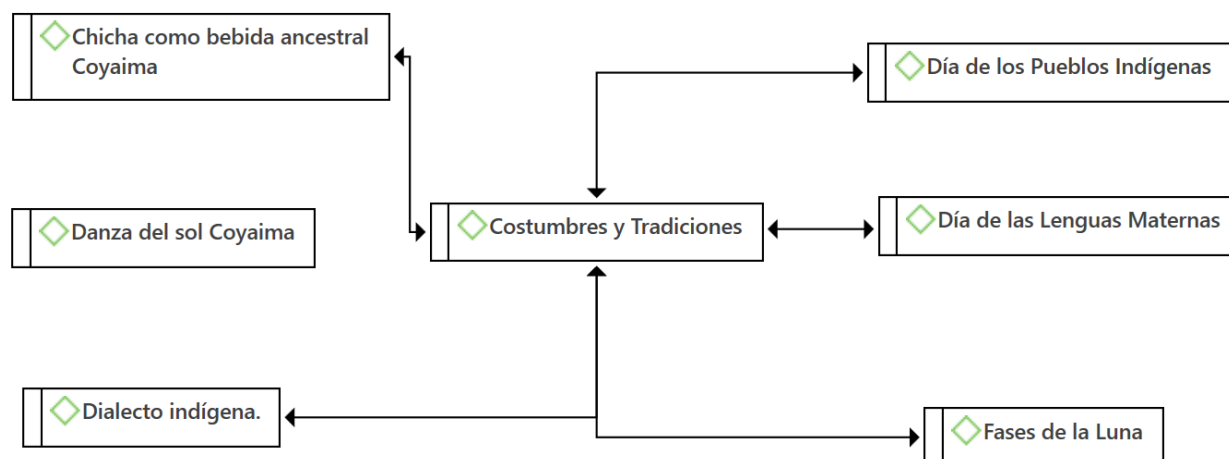 Chicha como bebida ancestral
Coyaima
Día de los Pueblos Indígenas
Danza del sol Coyaima
Costumbres y Tradiciones
Día de las Lenguas Maternas
Dialecto indígena.
Fases de la Luna